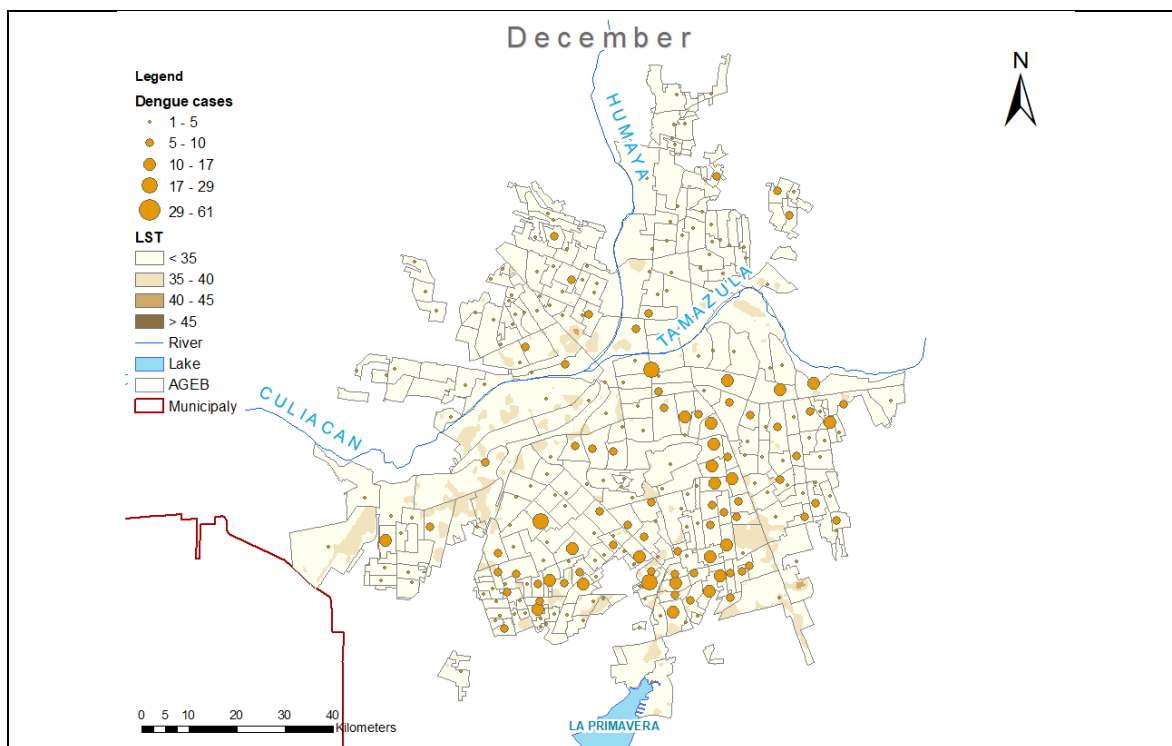 December
Legend
Dengue cases
1 - 5
5 - 10
10 - 17
17 - 29
29 - 61
LST
< 35
35 - 40
40 - 45
> 45
River
Lake
AGEB
Municipaly
N
HUMAYA
TAMAZULA
CULIACAN
LA PRIMAVERA
0 5 10 20 30 40
Kilometers